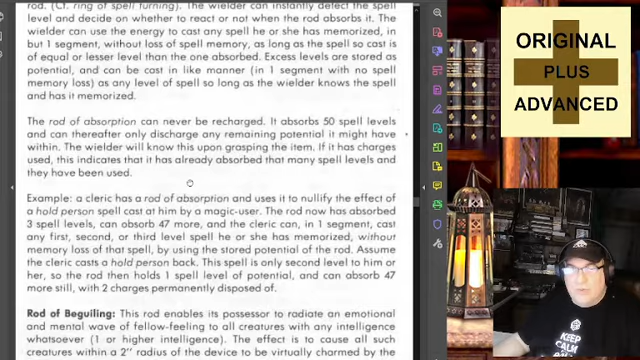 rod. (Cf. ring of spell turning). The wielder can instantly detect the spell
level and decide on whether to react or not when the rod absorbs it. The
wielder can use the energy to cast any spell he or she has memorized, in
but 1 segment, without loss of spell memory, as long as the spell so cast is
of equal or lesser level than the one absorbed. Excess levels are stored as
potential, and can be cast in like manner (in 1 segment with no spell
memory loss) as any level of spell so long as the wielder knows the spell
and has it memorized.
The rod of absorption can never be recharged. It absorbs 50 spell levels
and can thereafter only discharge any remaining potential it might have
within. The wielder will know this upon grasping the item. If it has charges
used, this indicates that it has already absorbed that many spell levels and
they have been used.
Example: a cleric has a rod of absorption and uses it to nullify the effect of
a hold person spell cast at him by a magic-user. The rod now has absorbed
3 spell levels, can absorb 47 more, and the cleric can, in 1 segment, cast
any first, second, or third level spell he or she has memorized, without
memory loss of that spell, by using the stored potential of the rod. Assume
the cleric casts a hold person back. This spell is only second level to him or
her, so the rod then holds 1 spell level of potential, and can absorb 47
more still, with 2 charges permanently disposed of.
Rod of Beguiling: This rod enables its possessor to radiate an emotional
and mental wave of fellow-feeling to all creatures with any intelligence
whatsoever (1 or higher intelligence). The effect is to cause all such
creatures within a 2" radius of the device to be virtually charmed by the
ORIGINAL
PLUS
ADVANCED
KEEP
CALM